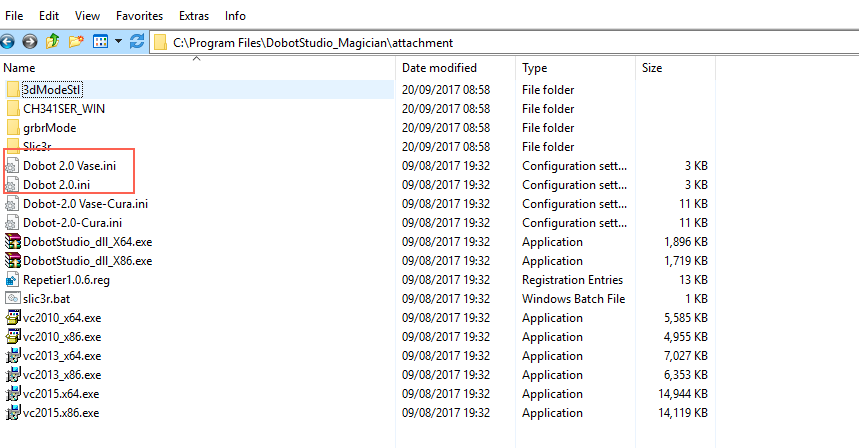 File Edit View Favorites Extras Info
C:\Program Files\DobotStudio_Magician\attachment
Name Date modified Type Size
3dModeStl 20/09/2017 08:58 File folder
CH341SER_WIN 20/09/2017 08:58 File folder
grbrMode 20/09/2017 08:58 File folder
Slic3r 20/09/2017 08:58 File folder
Dobot 2.0 Vase.ini 09/08/2017 19:32 Configuration sett... 3 KB
Dobot 2.0.ini 09/08/2017 19:32 Configuration sett... 3 KB
Dobot-2.0 Vase-Cura.ini 09/08/2017 19:32 Configuration sett... 11 KB
Dobot-2.0-Cura.ini 09/08/2017 19:32 Configuration sett... 11 KB
DobotStudio_dll_X64.exe 09/08/2017 19:32 Application 1,896 KB
DobotStudio_dll_X86.exe 09/08/2017 19:32 Application 1,719 KB
Repetier1.0.6.reg 09/08/2017 19:32 Registration Entries 13 KB
slic3r.bat 09/08/2017 19:32 Windows Batch File 1 KB
vc2010_x64.exe 09/08/2017 19:32 Application 5,585 KB
vc2010_x86.exe 09/08/2017 19:32 Application 4,955 KB
vc2013_x64.exe 09/08/2017 19:32 Application 7,027 KB
vc2013_x86.exe 09/08/2017 19:32 Application 6,353 KB
vc2015.x64.exe 09/08/2017 19:32 Application 14,944 KB
vc2015.x86.exe 09/08/2017 19:32 Application 14,119 KB